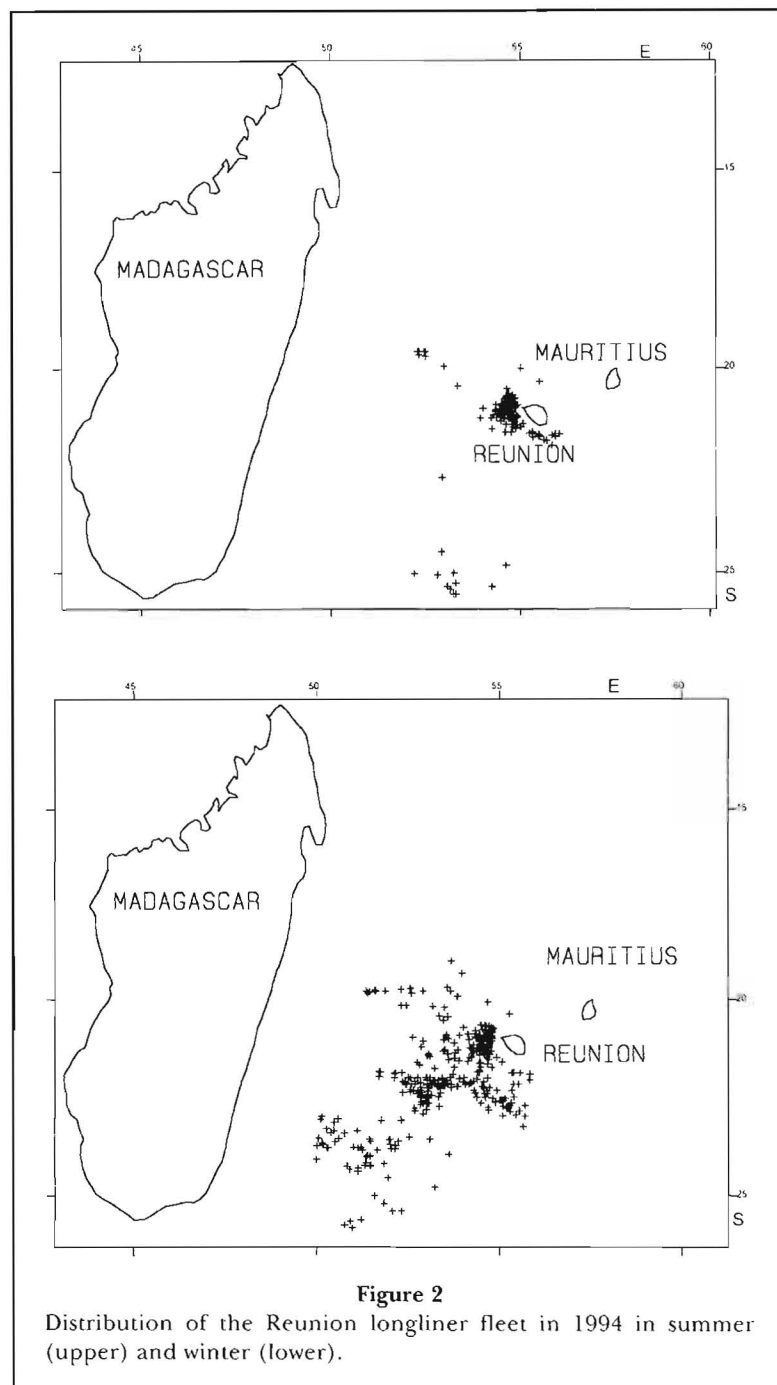 45 50 55 E 60
15
MADAGASCAR
MAURITIUS
20
REUNION
25
S
45 50 55 E 60
15
MADAGASCAR
MAURITIUS
20
REUNION
25
S
Figure 2
Distribution of the Reunion longliner fleet in 1994 in summer
(upper) and winter (lower).